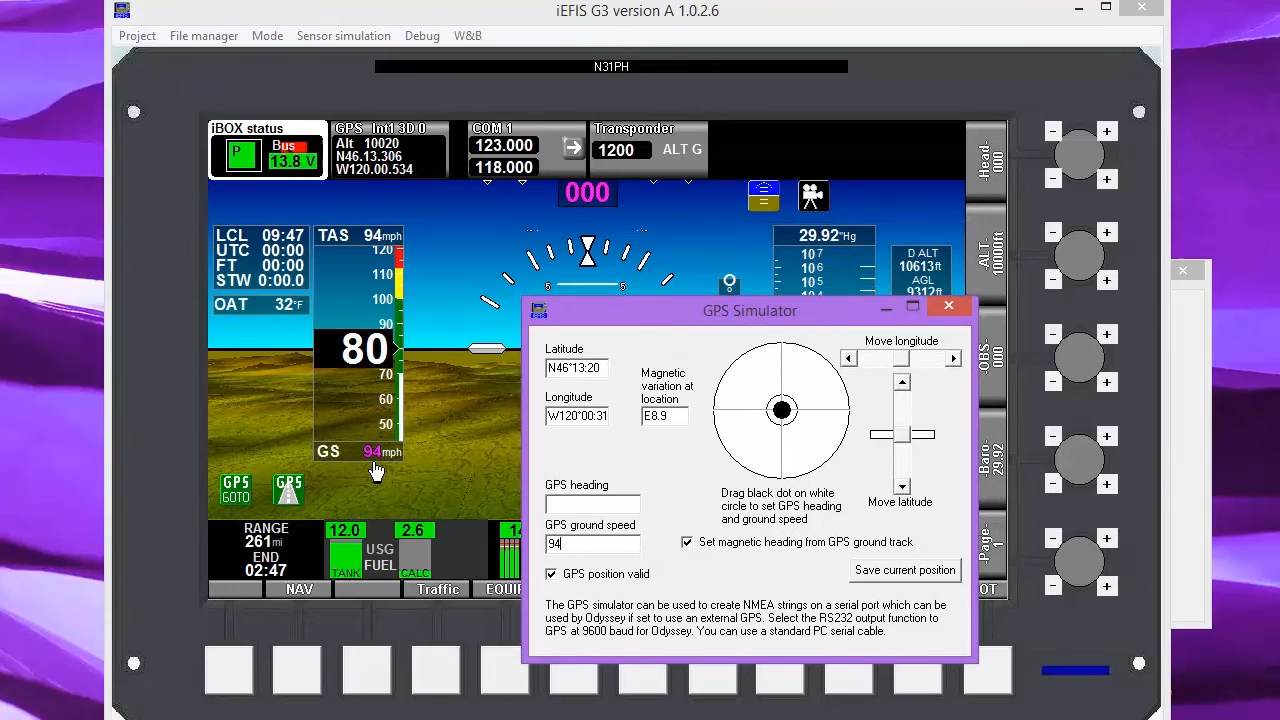 iEFIS G3 version A 1.0.2.6
Project File manager Mode Sensor simulation Debug W&B
N31PH
iBOX status
P
Bus
13.8 V
GPS Int1 3D 0
Alt 10020
N46.13.306
W120.00.534
COM 1
123.000
118.000
Transponder
1200 ALT G
-Head-
000
000
LCL 09:47
UTC 00:00
FT 00:00
STW 0:00.0
OAT 32°F
TAS 94mph
120
110
100
90
80
70
60
50
GS 94mph
5 5
29.92"Hg
10 7
10 6
10 5
D ALT
10613ft
AGL
9312ft
-ALT-
10000ft
-OBS-
000
-Baro-
29.92
-Page-
1
GPS
GOTO
GPS
RANGE
261mi
END
02:47
12.0
TANK
USG
FUEL
2.6
CALC
NAV
Traffic
GPS Simulator
Latitude
N46°13:20
Longitude
W120°00:31
Magnetic
variation at
location
E8.9
Move longitude
Move latitude
Drag black dot on white
circle to set GPS heading
and ground speed
GPS heading
GPS ground speed
94
Set magnetic heading from GPS ground track
GPS position valid
Save current position
The GPS simulator can be used to create NMEA strings on a serial port which can be
used by Odyssey if set to use an external GPS. Select the RS232 output function to
GPS at 9600 baud for Odyssey. You can use a standard PC serial cable.